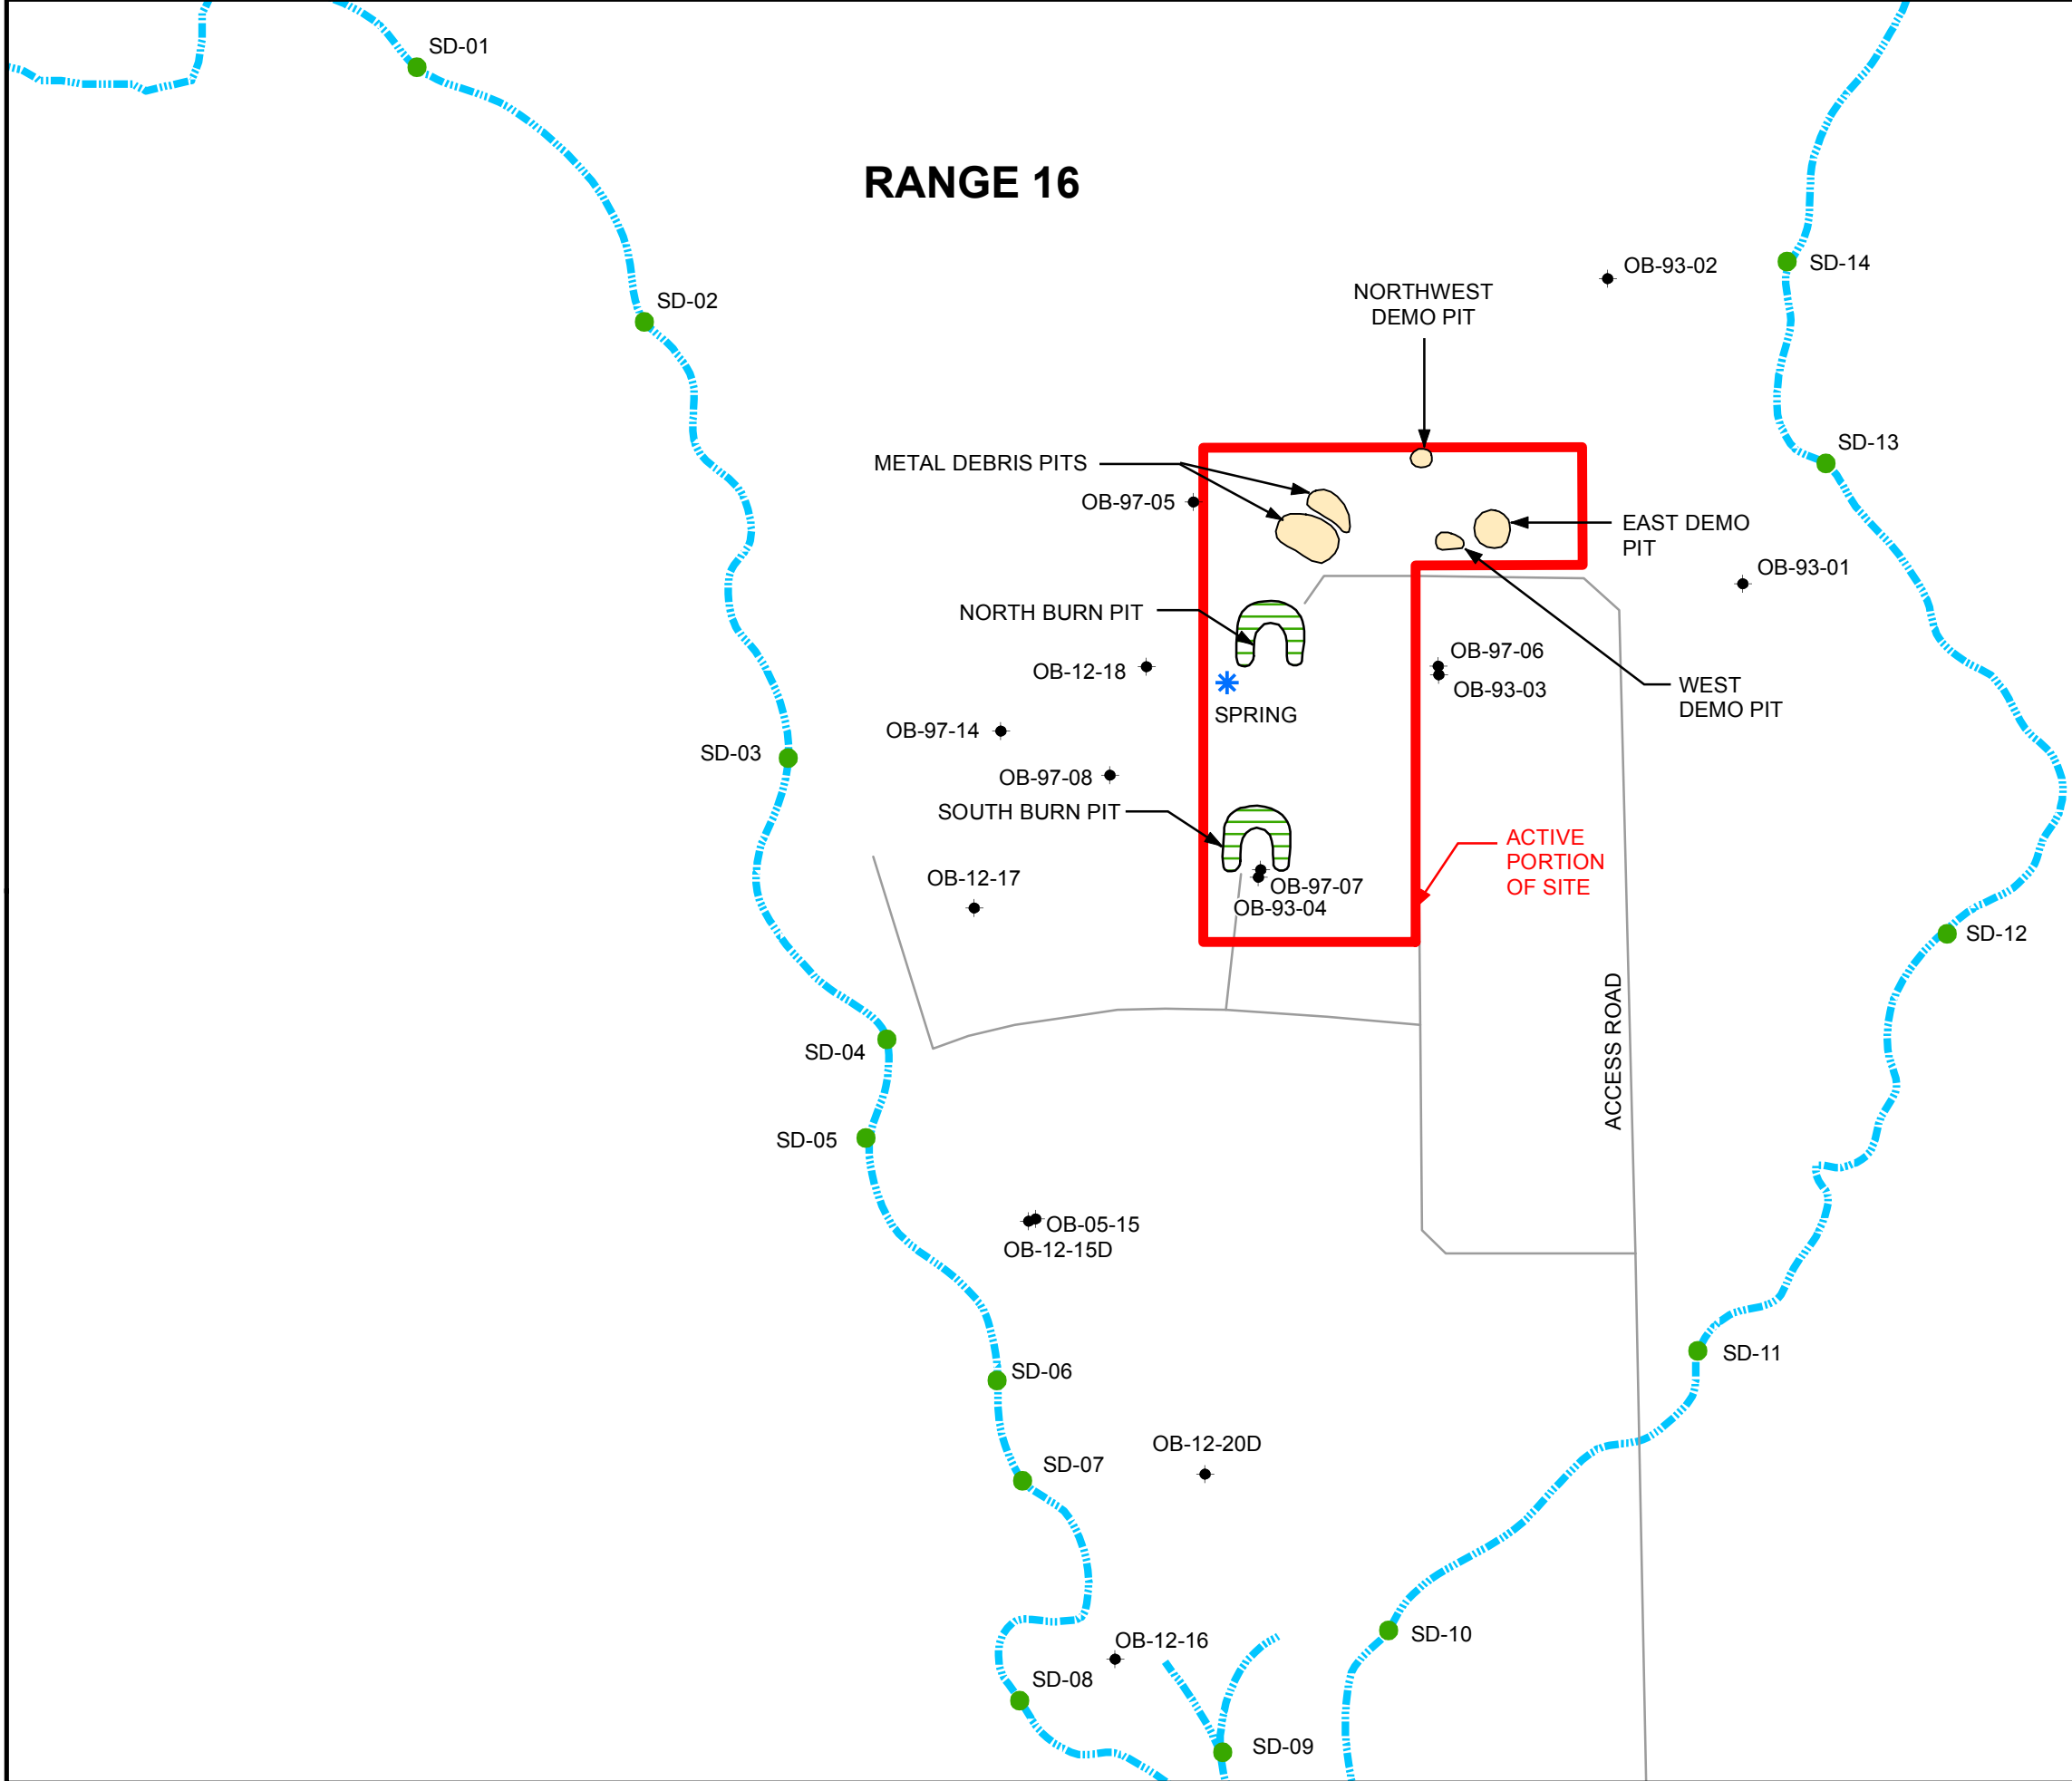 SD-01
RANGE 16
OB-93-02
SD-14
NORTHWEST
DEMO PIT
SD-02
SD-13
METAL DEBRIS PITS
OB-97-05
EAST DEMO
PIT
OB-93-01
NORTH BURN PIT
OB-97-06
OB-12-18
OB-93-03
WEST
DEMO PIT
SPRING
OB-97-14
SD-03
OB-97-08
SOUTH BURN PIT
ACTIVE
PORTION
OF SITE
OB-12-17
OB-97-07
OB-93-04
SD-12
ACCESS ROAD
SD-04
SD-05
OB-05-15
OB-12-15D
SD-11
SD-06
OB-12-20D
SD-07
SD-10
OB-12-16
SD-08
SD-09